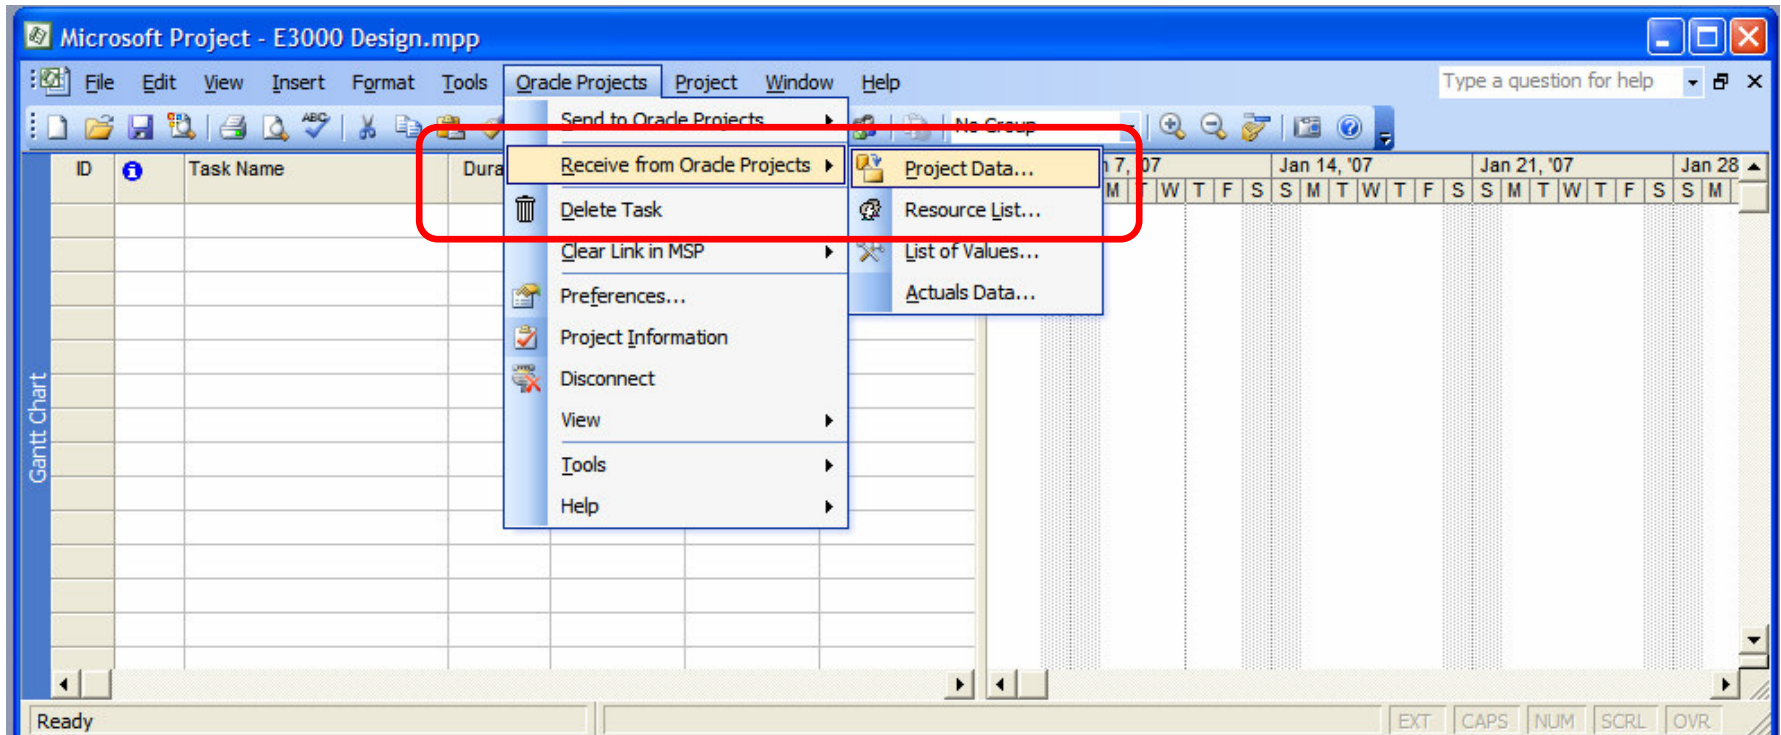 Microsoft Project - E3000 Design.mpp
File Edit View Insert Format Tools Oracle Projects Project Window Help Type a question for help
Send to Oracle Projects No Group
ID Task Name Dura Receive from Oracle Projects Project Data... 7, '07 Jan 14, '07 Jan 21, '07 Jan 28
M T W T F S S M T W T F S S M T W T F S S M
Delete Task Resource List...
Clear Link in MSP List of Values...
Preferences... Actuals Data...
Project Information
Disconnect
View
Tools
Help
Gantt Chart
Ready EXT CAPS NUM SCRL OVR